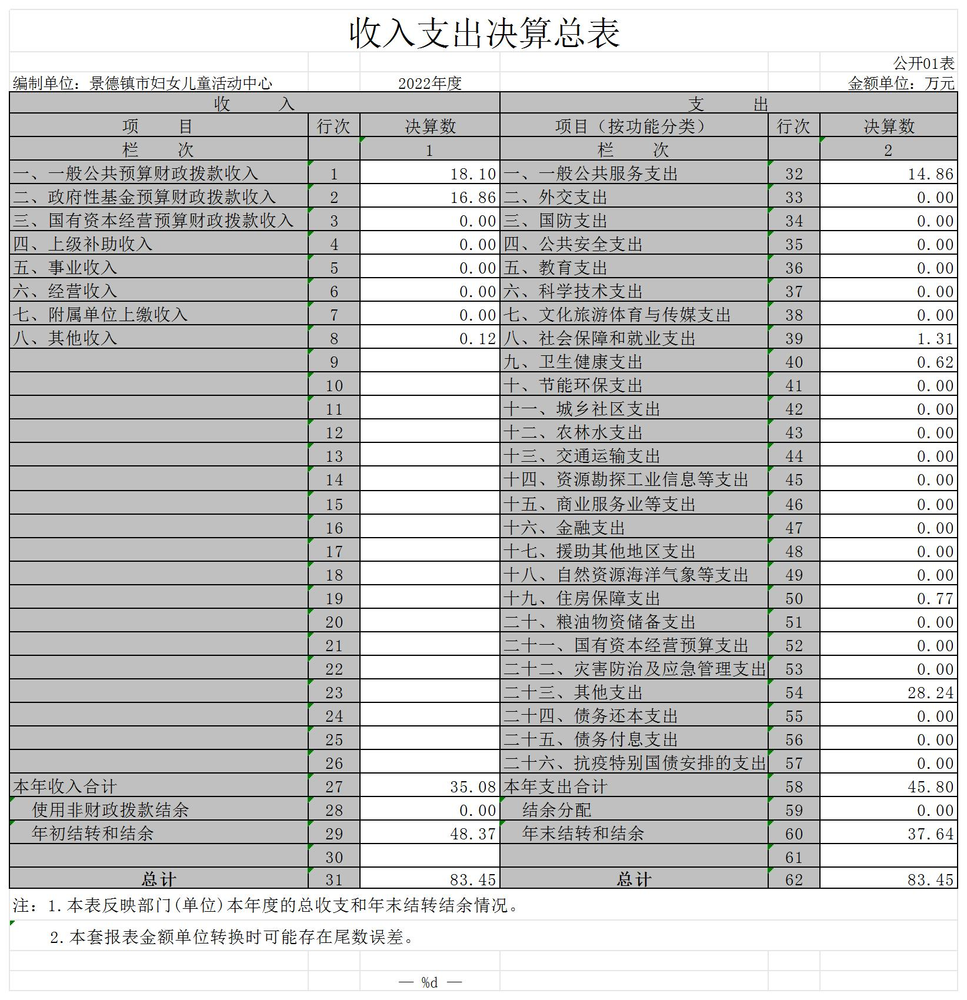 收入支出决算总表
公开01表
编制单位：景德镇市妇女儿童活动中心 2022年度 金额单位：万元
收 入 支 出
项 目 行次 决算数 项目（按功能分类） 行次 决算数
栏 次 1 栏 次 2
一、一般公共预算财政拨款收入 1 18.10 一、一般公共服务支出 32 14.86
二、政府性基金预算财政拨款收入 2 16.86 二、外交支出 33 0.00
三、国有资本经营预算财政拨款收入 3 0.00 三、国防支出 34 0.00
四、上级补助收入 4 0.00 四、公共安全支出 35 0.00
五、事业收入 5 0.00 五、教育支出 36 0.00
六、经营收入 6 0.00 六、科学技术支出 37 0.00
七、附属单位上缴收入 7 0.00 七、文化旅游体育与传媒支出 38 0.00
八、其他收入 8 0.12 八、社会保障和就业支出 39 1.31
9 九、卫生健康支出 40 0.62
10 十、节能环保支出 41 0.00
11 十一、城乡社区支出 42 0.00
12 十二、农林水支出 43 0.00
13 十三、交通运输支出 44 0.00
14 十四、资源勘探工业信息等支出 45 0.00
15 十五、商业服务业等支出 46 0.00
16 十六、金融支出 47 0.00
17 十七、援助其他地区支出 48 0.00
18 十八、自然资源海洋气象等支出 49 0.00
19 十九、住房保障支出 50 0.77
20 二十、粮油物资储备支出 51 0.00
21 二十一、国有资本经营预算支出 52 0.00
22 二十二、灾害防治及应急管理支出 53 0.00
23 二十三、其他支出 54 28.24
24 二十四、债务还本支出 55 0.00
25 二十五、债务付息支出 56 0.00
26 二十六、抗疫特别国债安排的支出 57 0.00
本年收入合计 27 35.08 本年支出合计 58 45.80
使用非财政拨款结余 28 0.00 结余分配 59 0.00
年初结转和结余 29 48.37 年末结转和结余 60 37.64
30 61
总计 31 83.45 总计 62 83.45
注：1.本表反映部门(单位)本年度的总收支和年末结转结余情况。
2.本套报表金额单位转换时可能存在尾数误差。
— %d —